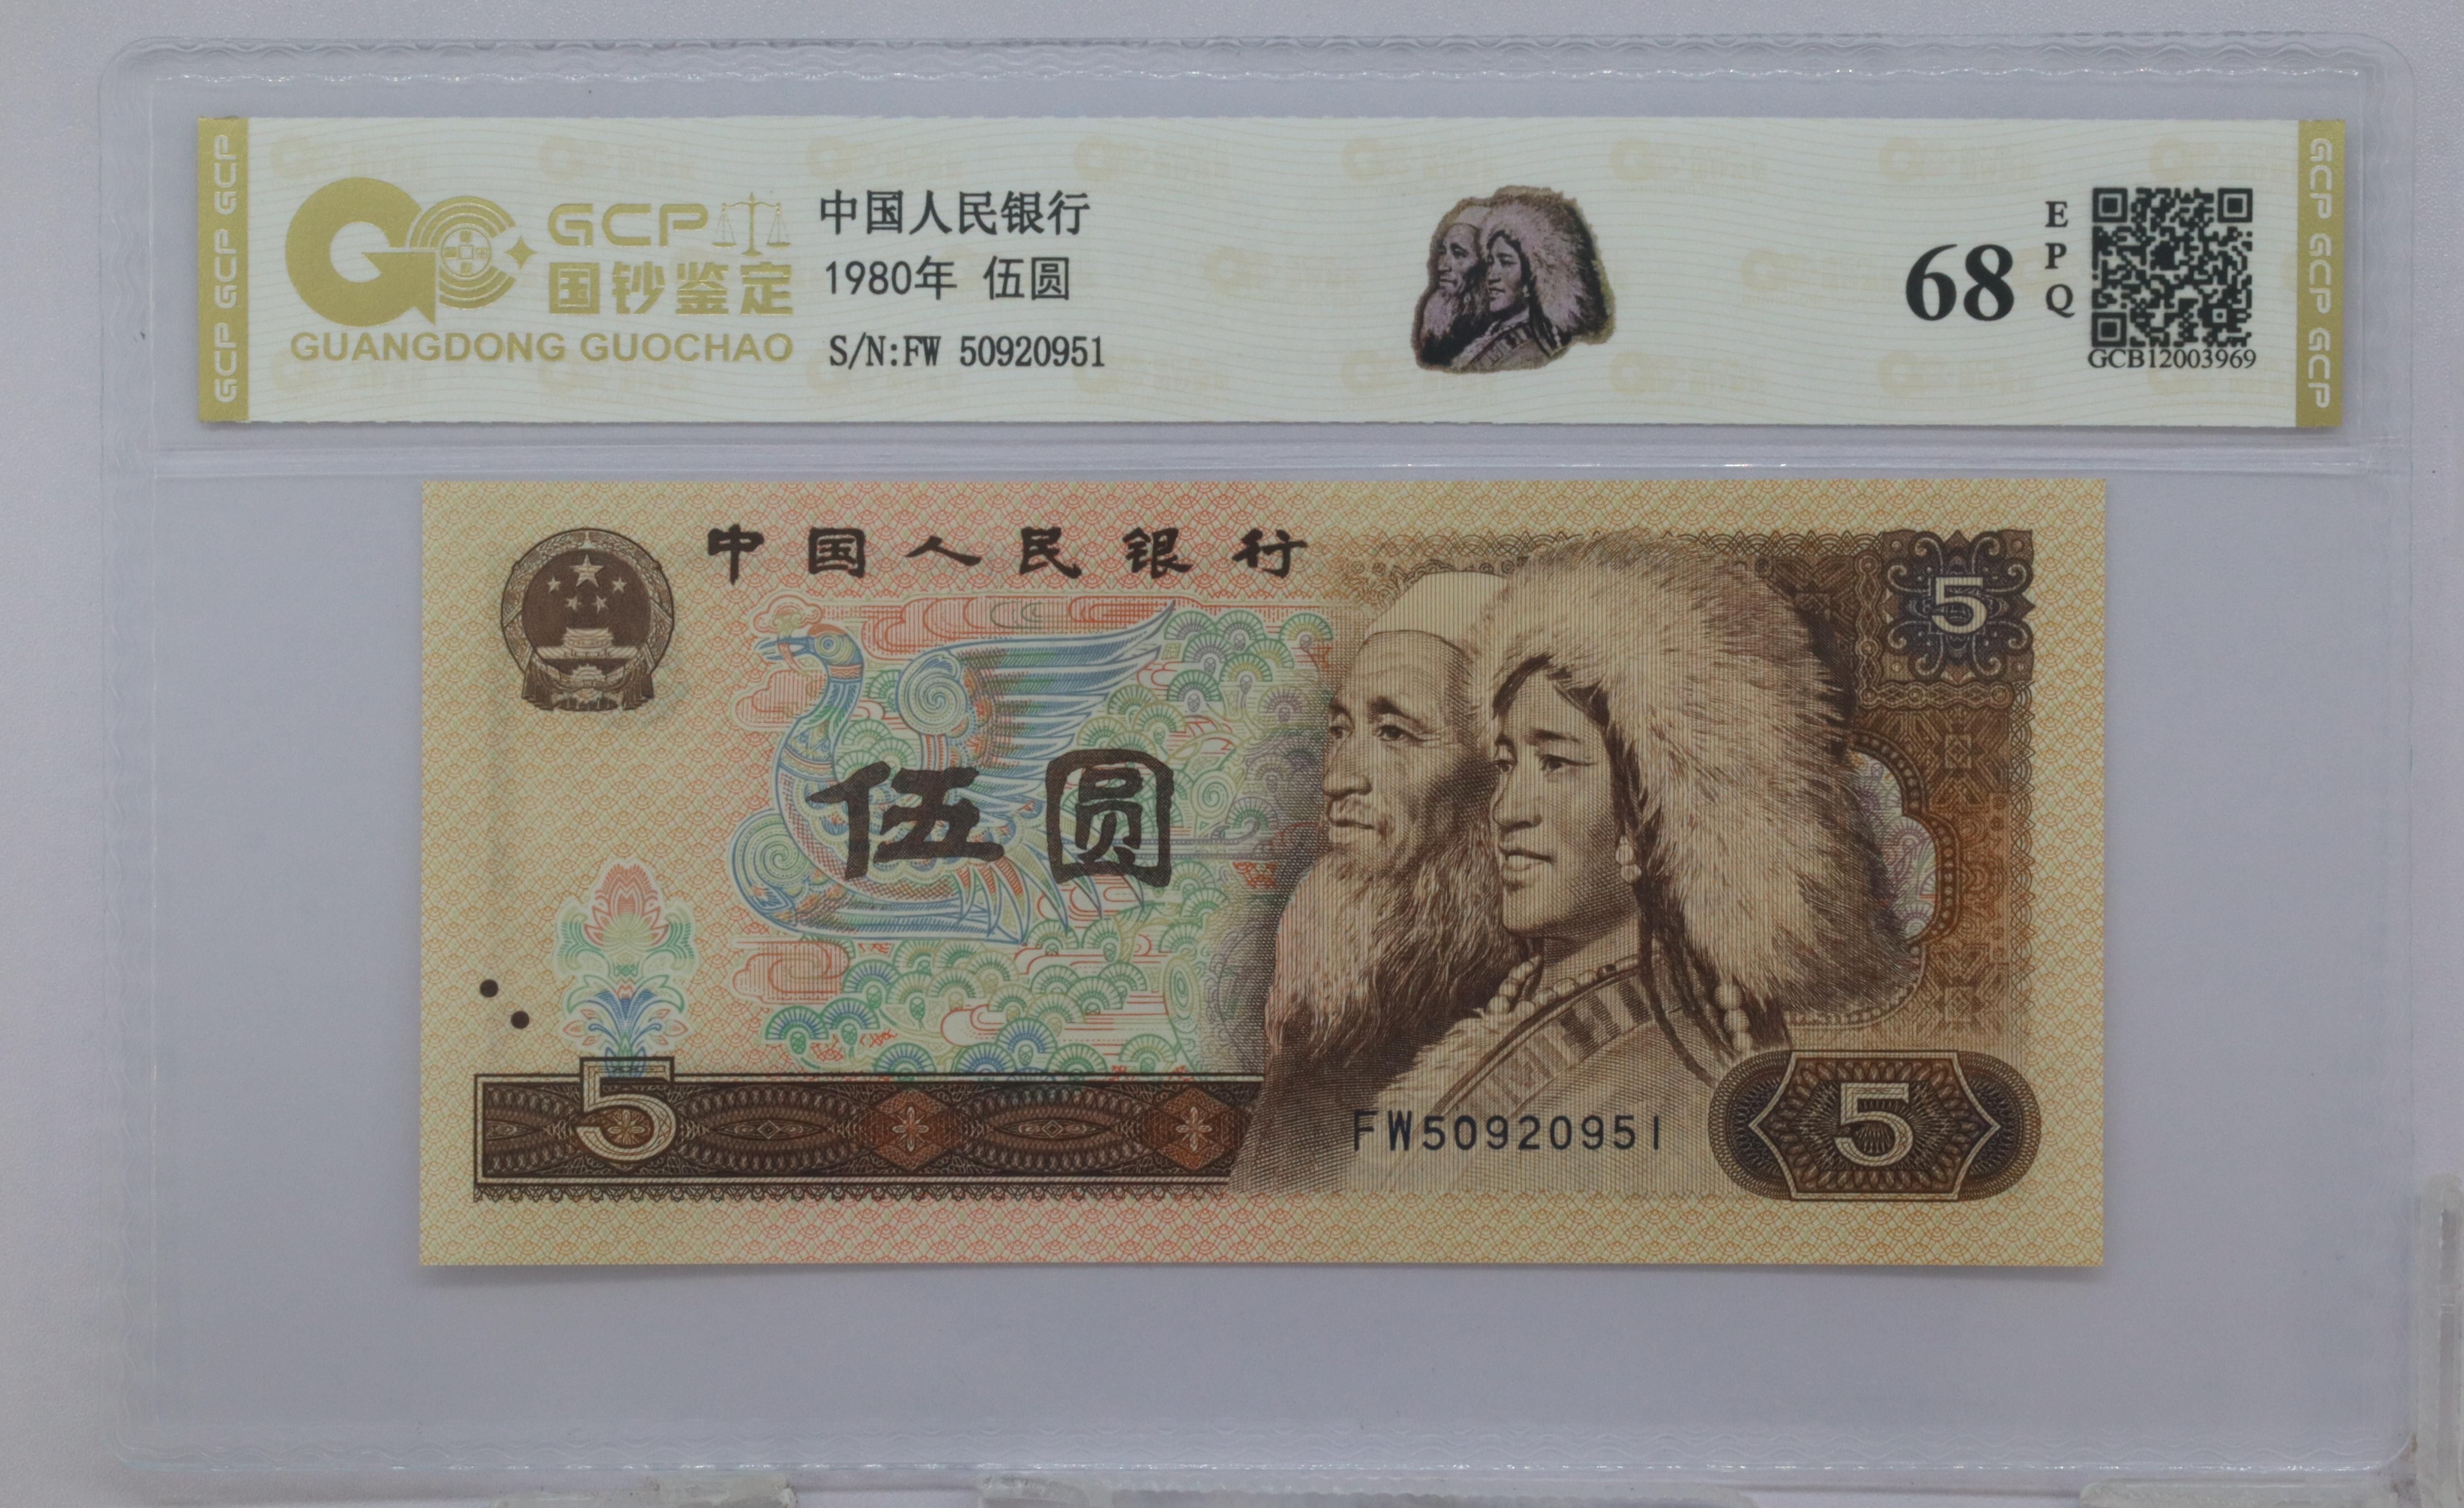 GCP GCP GCP
GCP
国钞鉴定
GUANGDONG GUOCHAO
中国人民银行
1980年 伍圆
S/N:FW 50920951
68
EPQ
GCB12003969
GCP GCP GCP
中国人民银行
5
伍圆
5
FW50920951
5